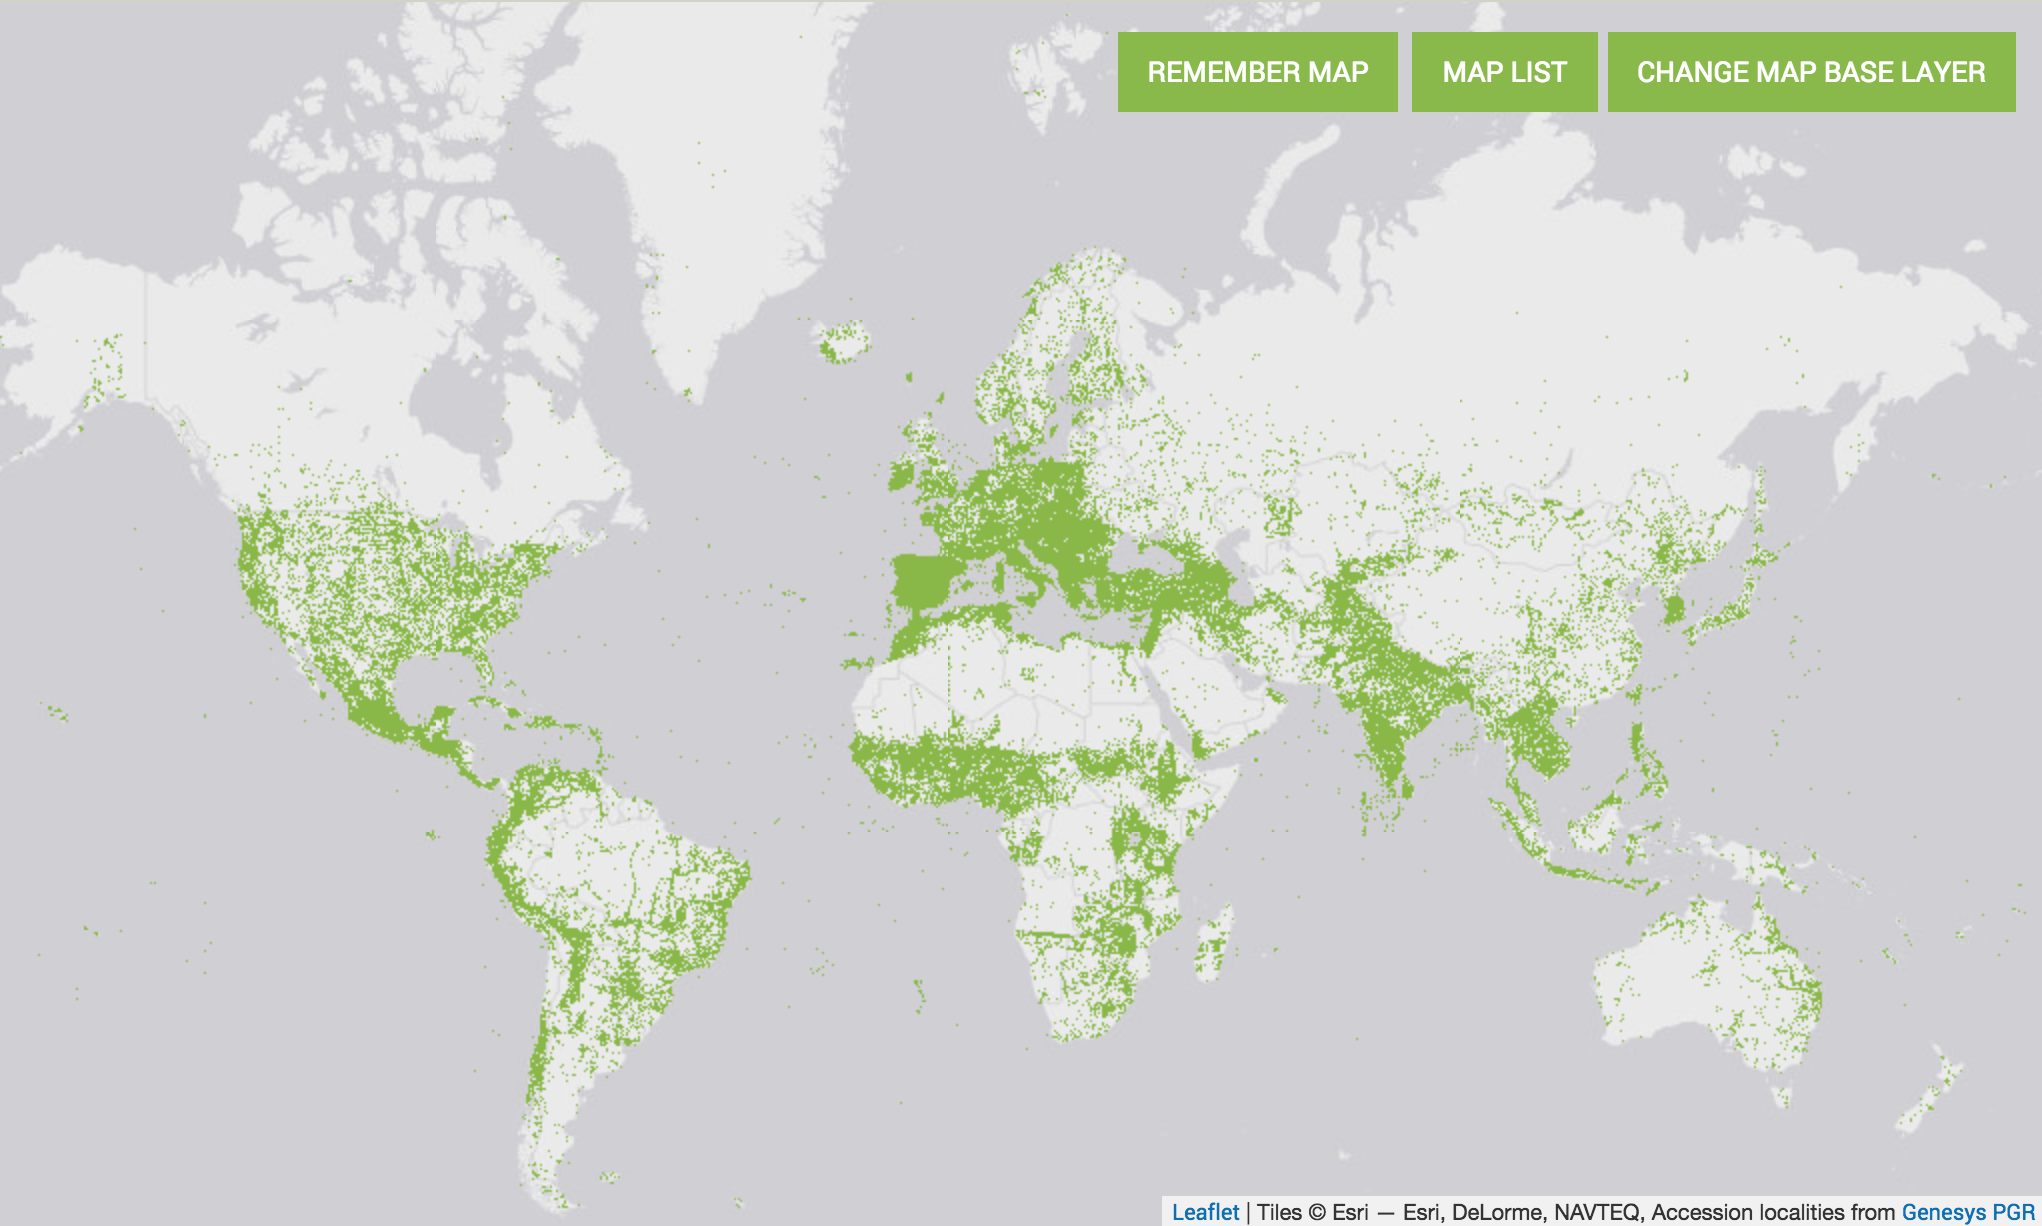 REMEMBER MAP
MAP LIST
CHANGE MAP BASE LAYER
Leaflet | Tiles © Esri — Esri, DeLorme, NAVTEQ, Accession localities from Genesys PGR